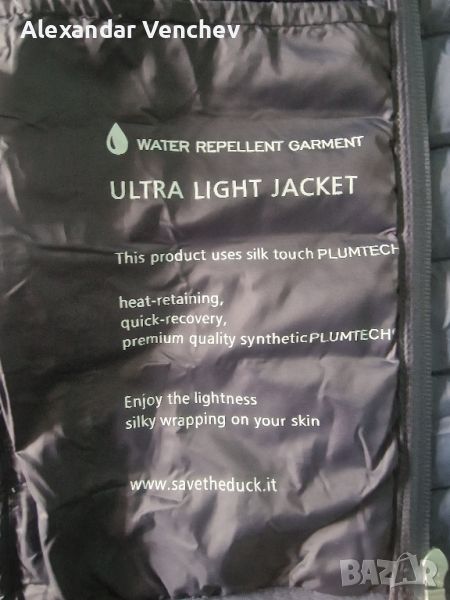 Alexandar Venchev
WATER REPELLENT GARMENT
ULTRA LIGHT JACKET
This product uses silk touch PLUMTECH
heat-retaining,
quick-recovery,
premium quality syntheticPLUMTECH®
Enjoy the lightness
silky wrapping on your skin
www.savetheduck.it
BAZAR